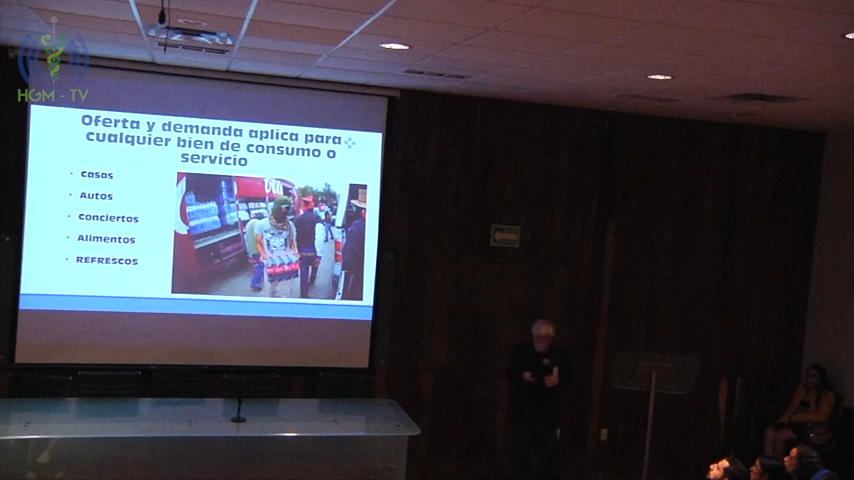 HGM - TV
Oferta y demanda aplica para
cualquier bien de consumo o
servicio
· Casas
· Autos
· Conciertos
· Alimentos
· REFRESCOS